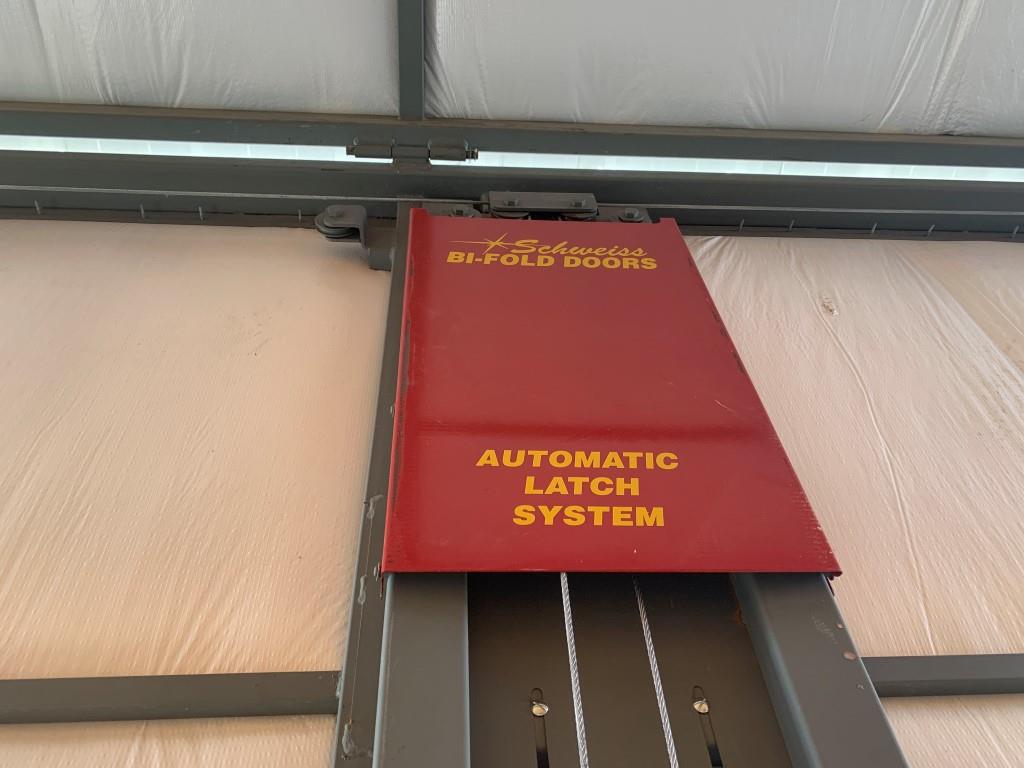 Schweiss
BI-FOLD DOORS
AUTOMATIC
LATCH
SYSTEM